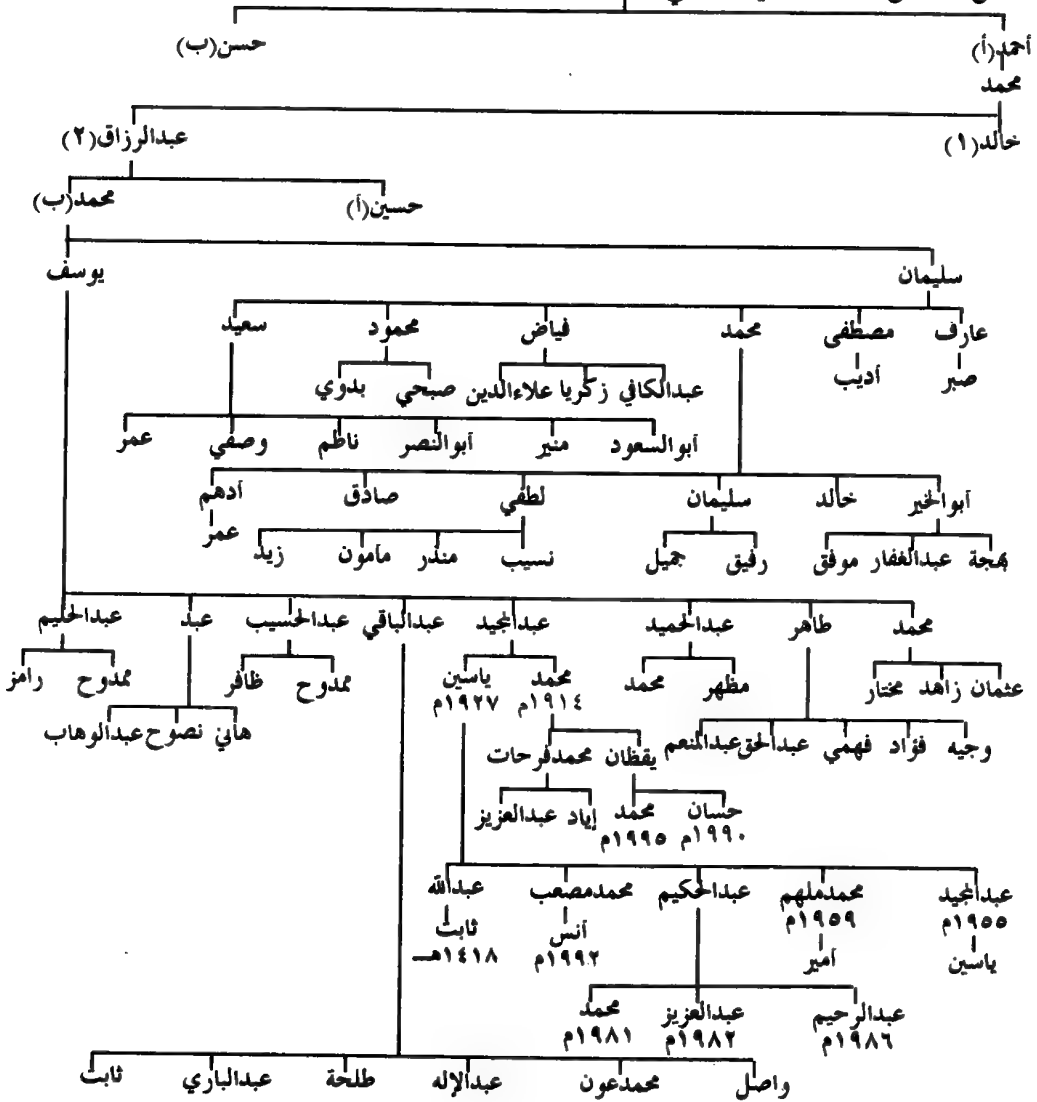 أحمد(أ) حسن(ب)
محمد
خالد(١) عبدالرزاق(٢)
حسين(أ) محمد(ب)
سليمان يوسف
عارف مصطفى محمد فياض محمود سعيد
صبر أديب عبدالكافي زكريا علاءالدين صبحي بدوي
أبوالسعود منير أبوالنصر ناظم وصفي عمر
أبوالخير خالد سليمان لطفي صادق أدهم
عمر
بهجة عبدالغفار موفق رفيق جميل نسيب منذر مأمون زيد
محمد طاهر عبدالحميد عبدالمجيد عبدالباقي عبدالحسيب عبد عبدالحليم
عثمان زاهد مختار مظهر محمد محمد ياسين ممدوح ظافر ممدوح رامز
١٩١٤م ١٩٢٧م
وجيه فؤاد فهمي عبدالحق عبدالمنعم يقظان محمدفرحات هاني نصوح عبدالوهاب
حسان محمد إياد عبدالعزيز
١٩٩٠م ١٩٩٥م
عبدالمجيد محمدملهم عبدالحكيم محمدمصعب عبدالله
١٩٥٥م ١٩٥٩م أنس ثابت
ياسين أمير ١٩٩٢م ١٤١٨هـ
عبدالرحيم عبدالعزيز محمد
١٩٨٦م ١٩٨٢م ١٩٨١م
واصل محمدعون عبدالإله طلحة عبدالباري ثابت